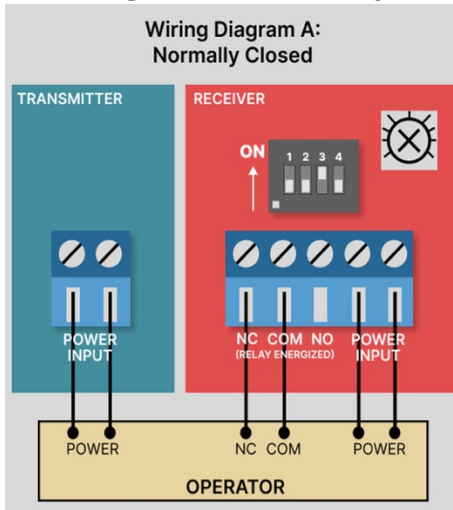 Wiring Diagram A:
Normally Closed
TRANSMITTER
RECEIVER
ON
1 2 3 4
POWER
INPUT
NC COM NO
(RELAY ENERGIZED)
POWER
INPUT
POWER
NC COM
POWER
OPERATOR